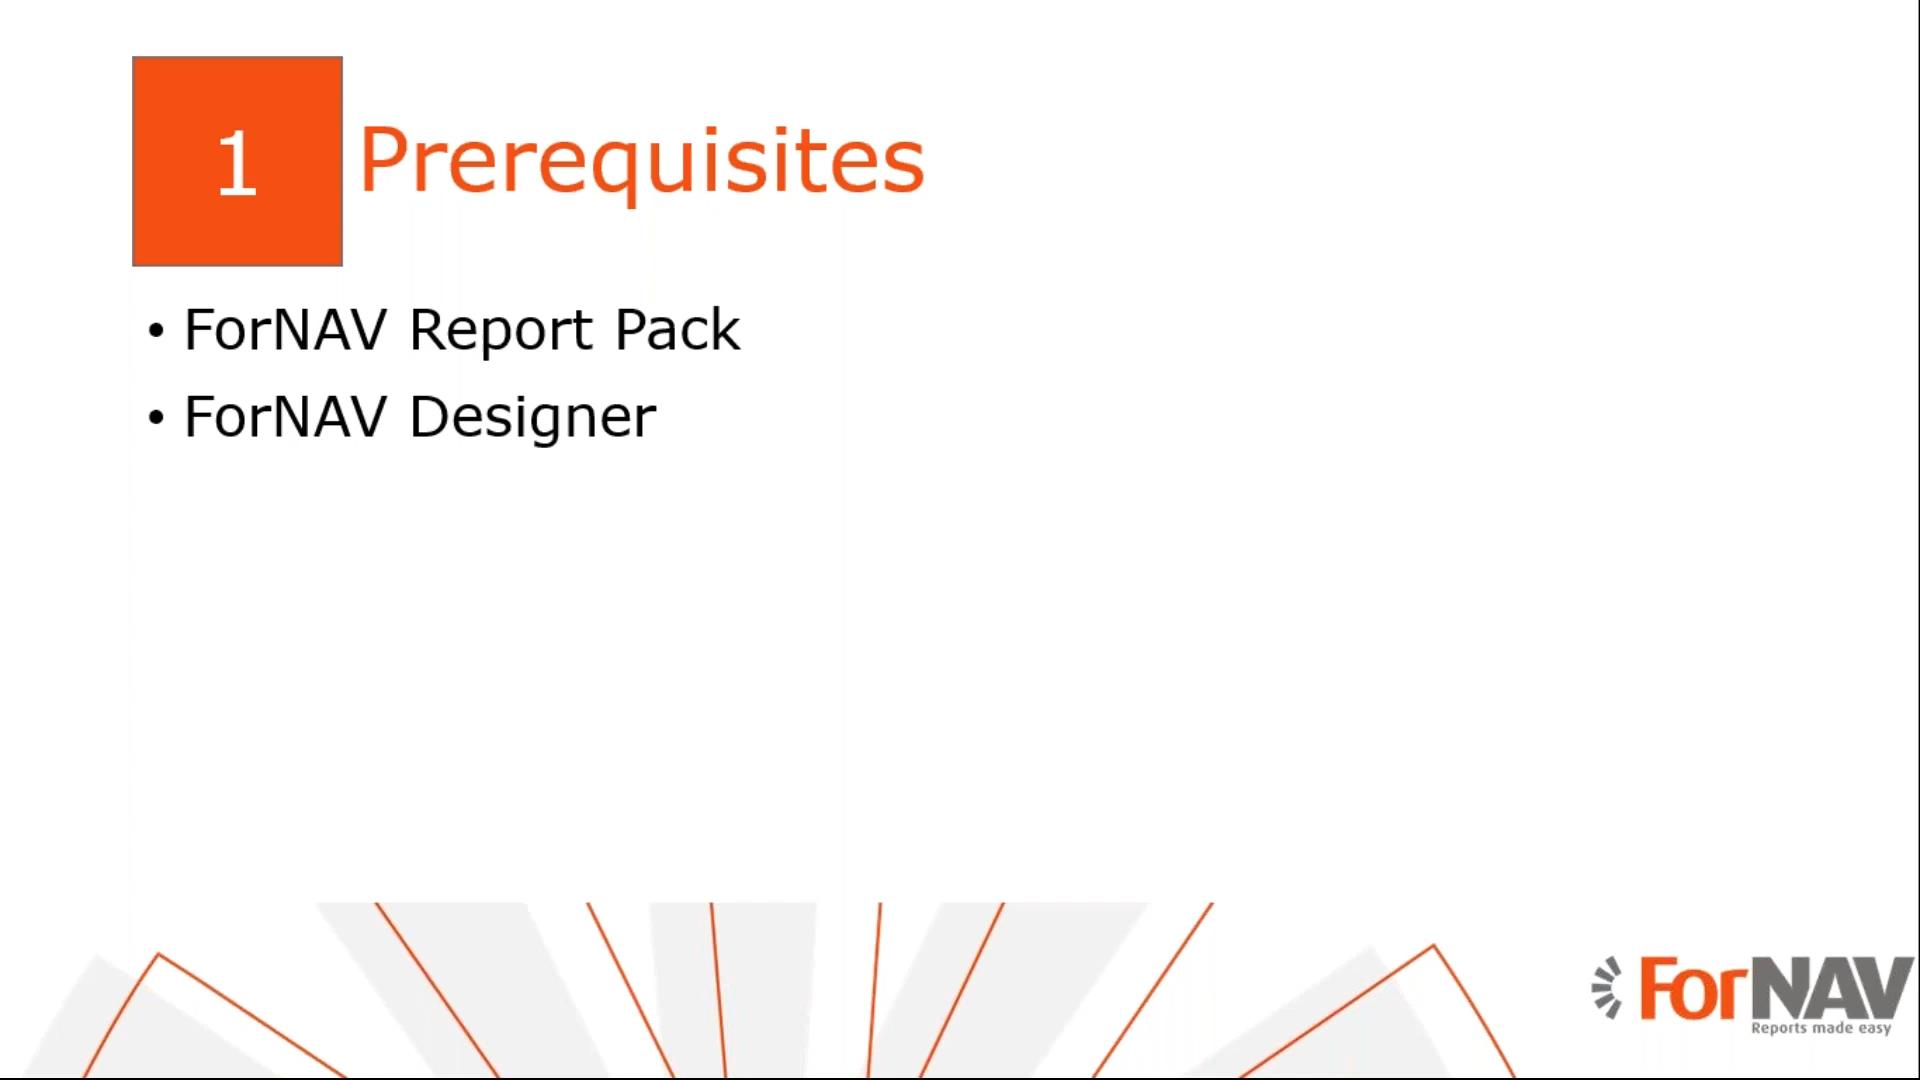 1
Prerequisites
• ForNAV Report Pack
• ForNAV Designer
ForNAV
Reports made easy